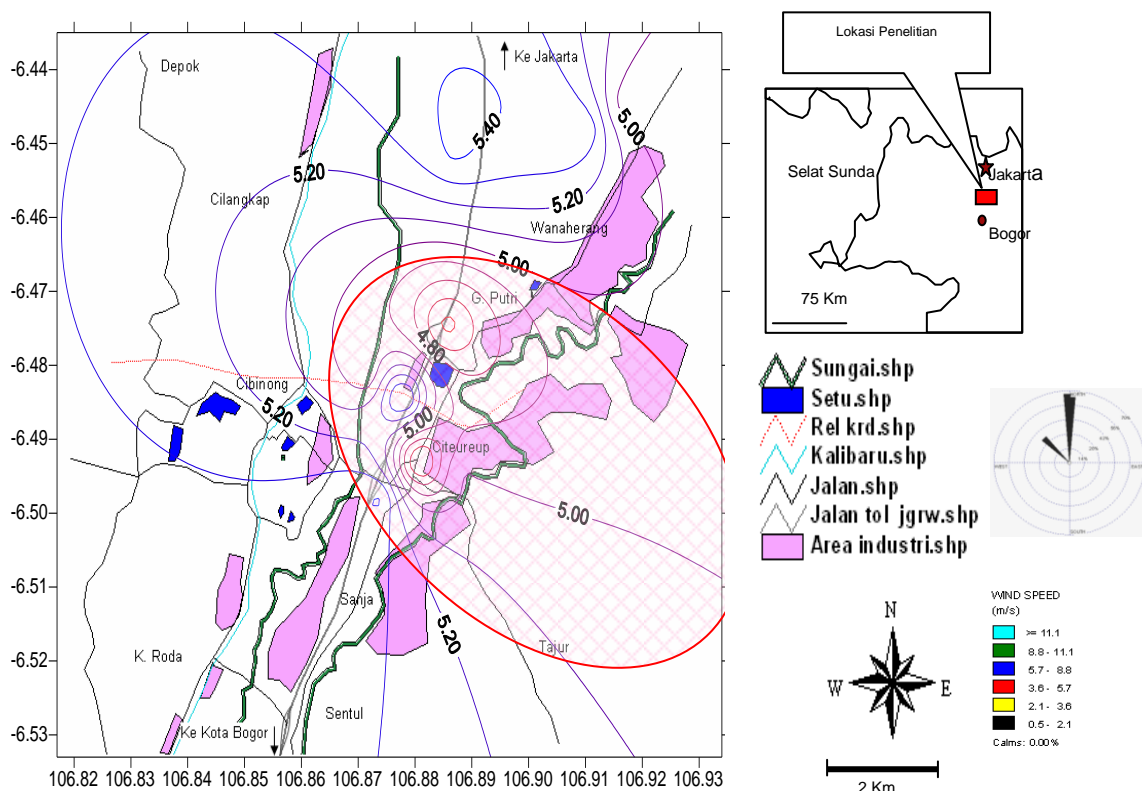 -6.44
-6.45
-6.46
-6.47
-6.48
-6.49
-6.50
-6.51
-6.52
-6.53
106.82 106.83 106.84 106.85 106.86 106.87 106.88 106.89 106.90 106.91 106.92 106.93
Depok
Ke Jakarta
5.40
5.00
5.20
Cilangkap
5.20
Wanaherang
5.00
G. Putri
4.80
Cibinong
5.20
5.00
Citeureup
5.00
Sanja
5.20
Tajur
K. Roda
Sentul
Ke Kota Bogor
Lokasi Penelitian
Selat Sunda
Jakarta
Bogor
75 Km
Sungai.shp
Setu.shp
Rel krd.shp
Kalibaru.shp
Jalan.shp
Jalan tol jgrw.shp
Area industri.shp
N
W
E
S
2 Km
WIND SPEED
(m/s)
>= 11.1
8.8 - 11.1
5.7 - 8.8
3.6 - 5.7
2.1 - 3.6
0.5 - 2.1
Calms: 0.00%